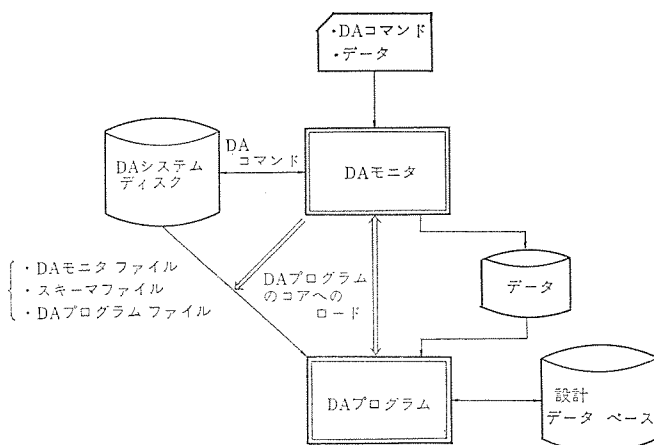 ・DAコマンド
・データ
DAシステム
ディスク
DA
コマンド
DAモニタ
・DAモニタ ファイル
・スキーマファイル
・DAプログラム ファイル
DAプログラム
のコアへの
ロード
データ
DAプログラム
設計
データ ベース